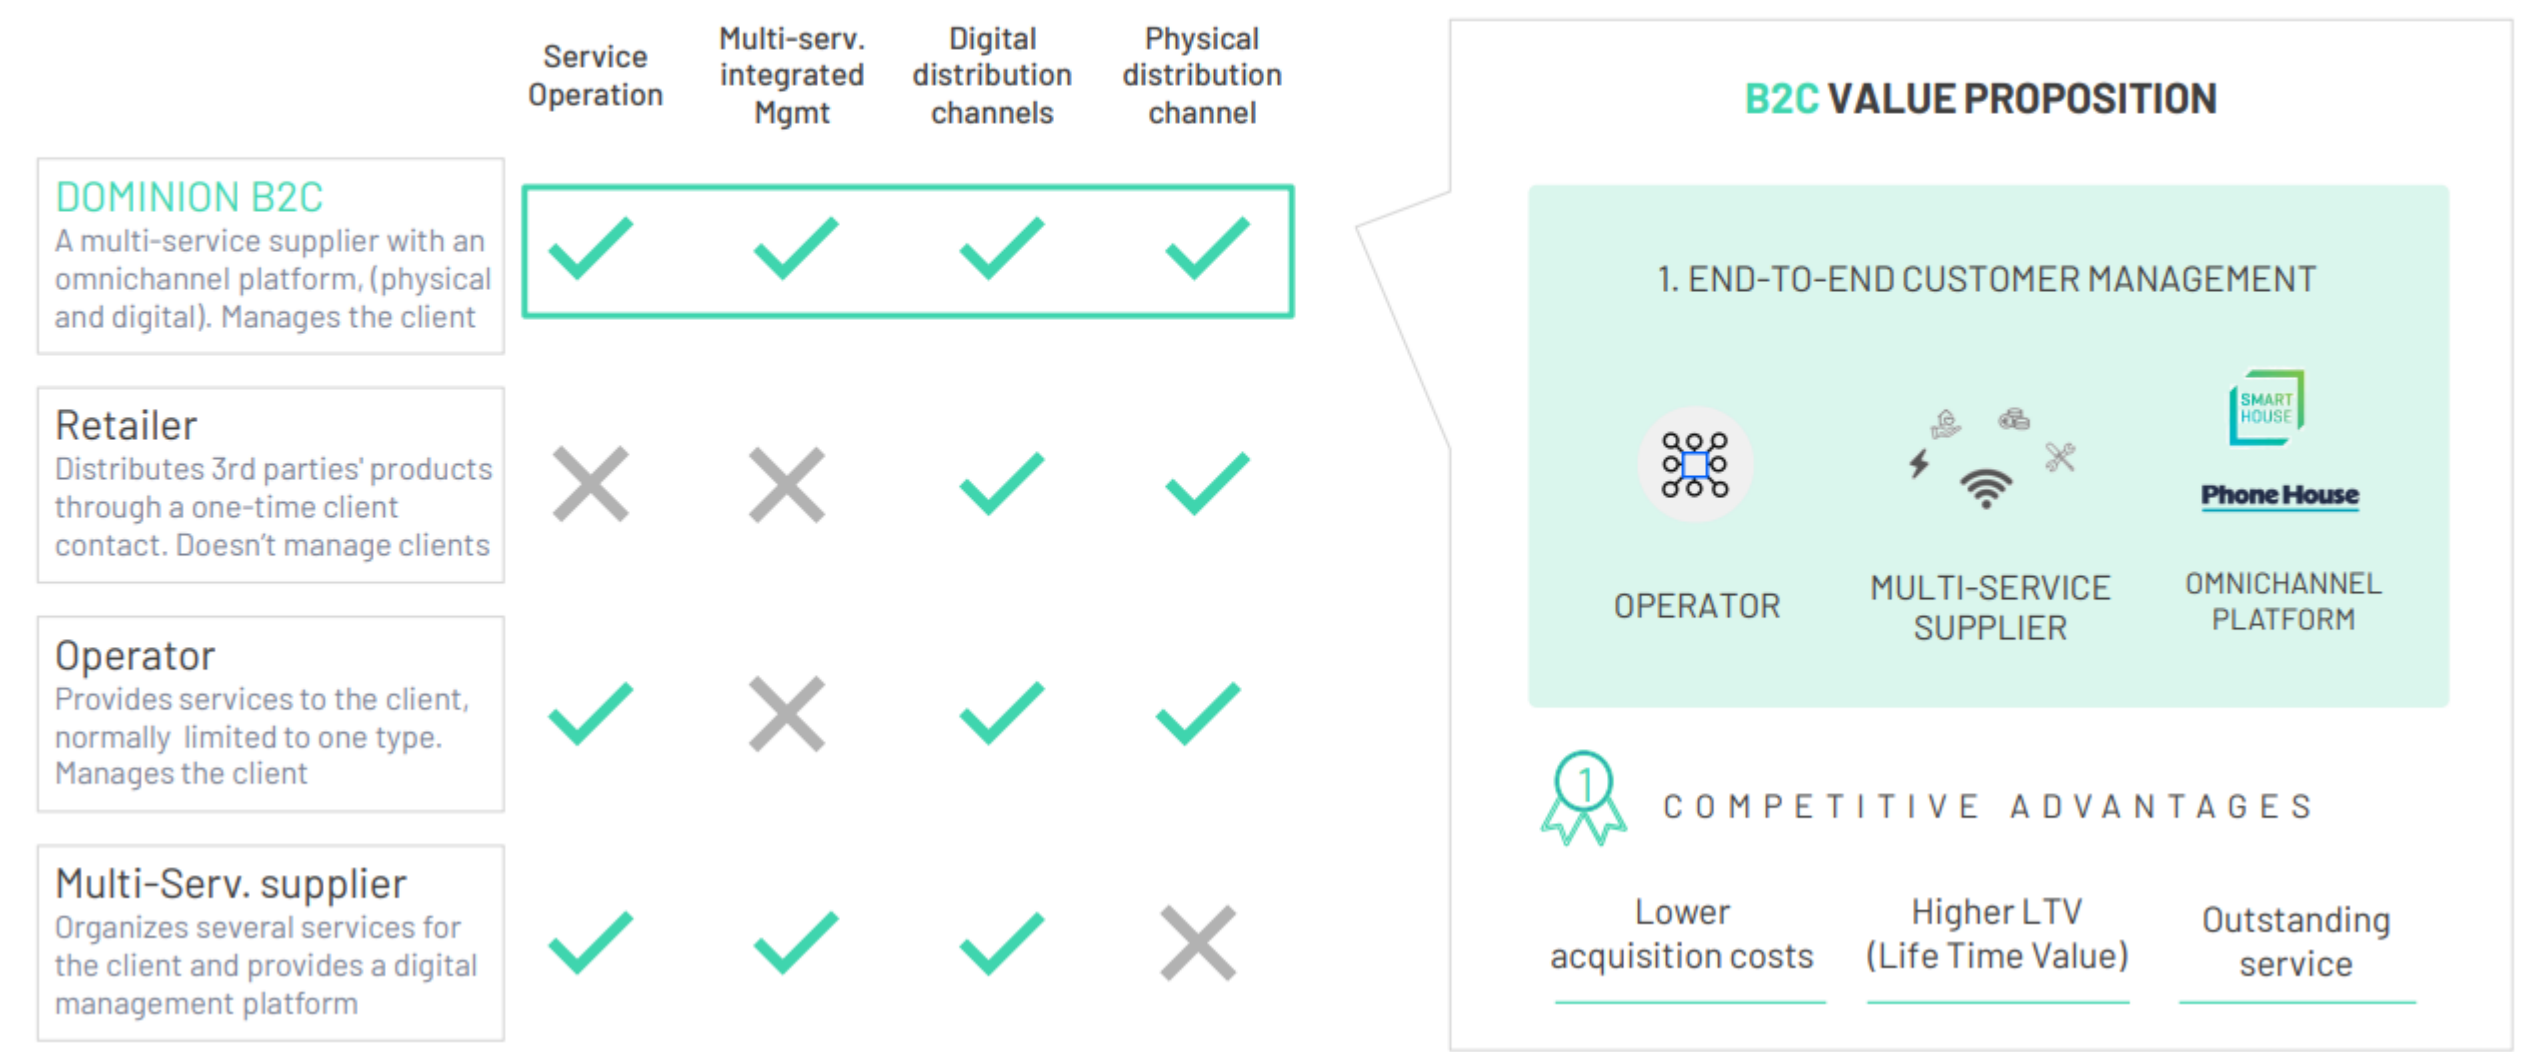 Service
Operation
Multi-serv.
integrated
Mgmt
Digital
distribution
channels
Physical
distribution
channel
DOMINION B2C
A multi-service supplier with an
omnichannel platform, (physical
and digital). Manages the client
Retailer
Distributes 3rd parties' products
through a one-time client
contact. Doesn't manage clients
Operator
Provides services to the client,
normally limited to one type.
Manages the client
Multi-Serv. supplier
Organizes several services for
the client and provides a digital
management platform
B2C VALUE PROPOSITION
1. END-TO-END CUSTOMER MANAGEMENT
OPERATOR
MULTI-SERVICE
SUPPLIER
SMART
HOUSE
Phone House
OMNICHANNEL
PLATFORM
1
COMPETITIVE ADVANTAGES
Lower
acquisition costs
Higher LTV
(Life Time Value)
Outstanding
service